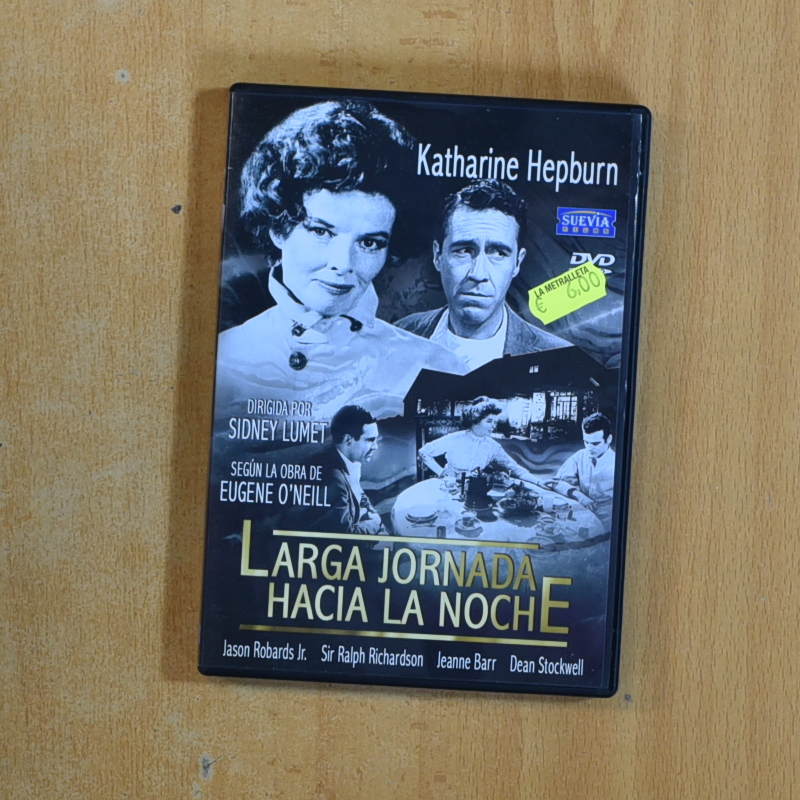 Katharine Hepburn
SUEVIA
FILMS
DVD
LA METRALLETA
€ 6,00
DIRIGIDA POR
SIDNEY LUMET
SEGÚN LA OBRA DE
EUGENE O'NEILL
LARGA JORNADA
HACIA LA NOCHE
Jason Robards Jr. Sir Ralph Richardson Jeanne Barr Dean Stockwell